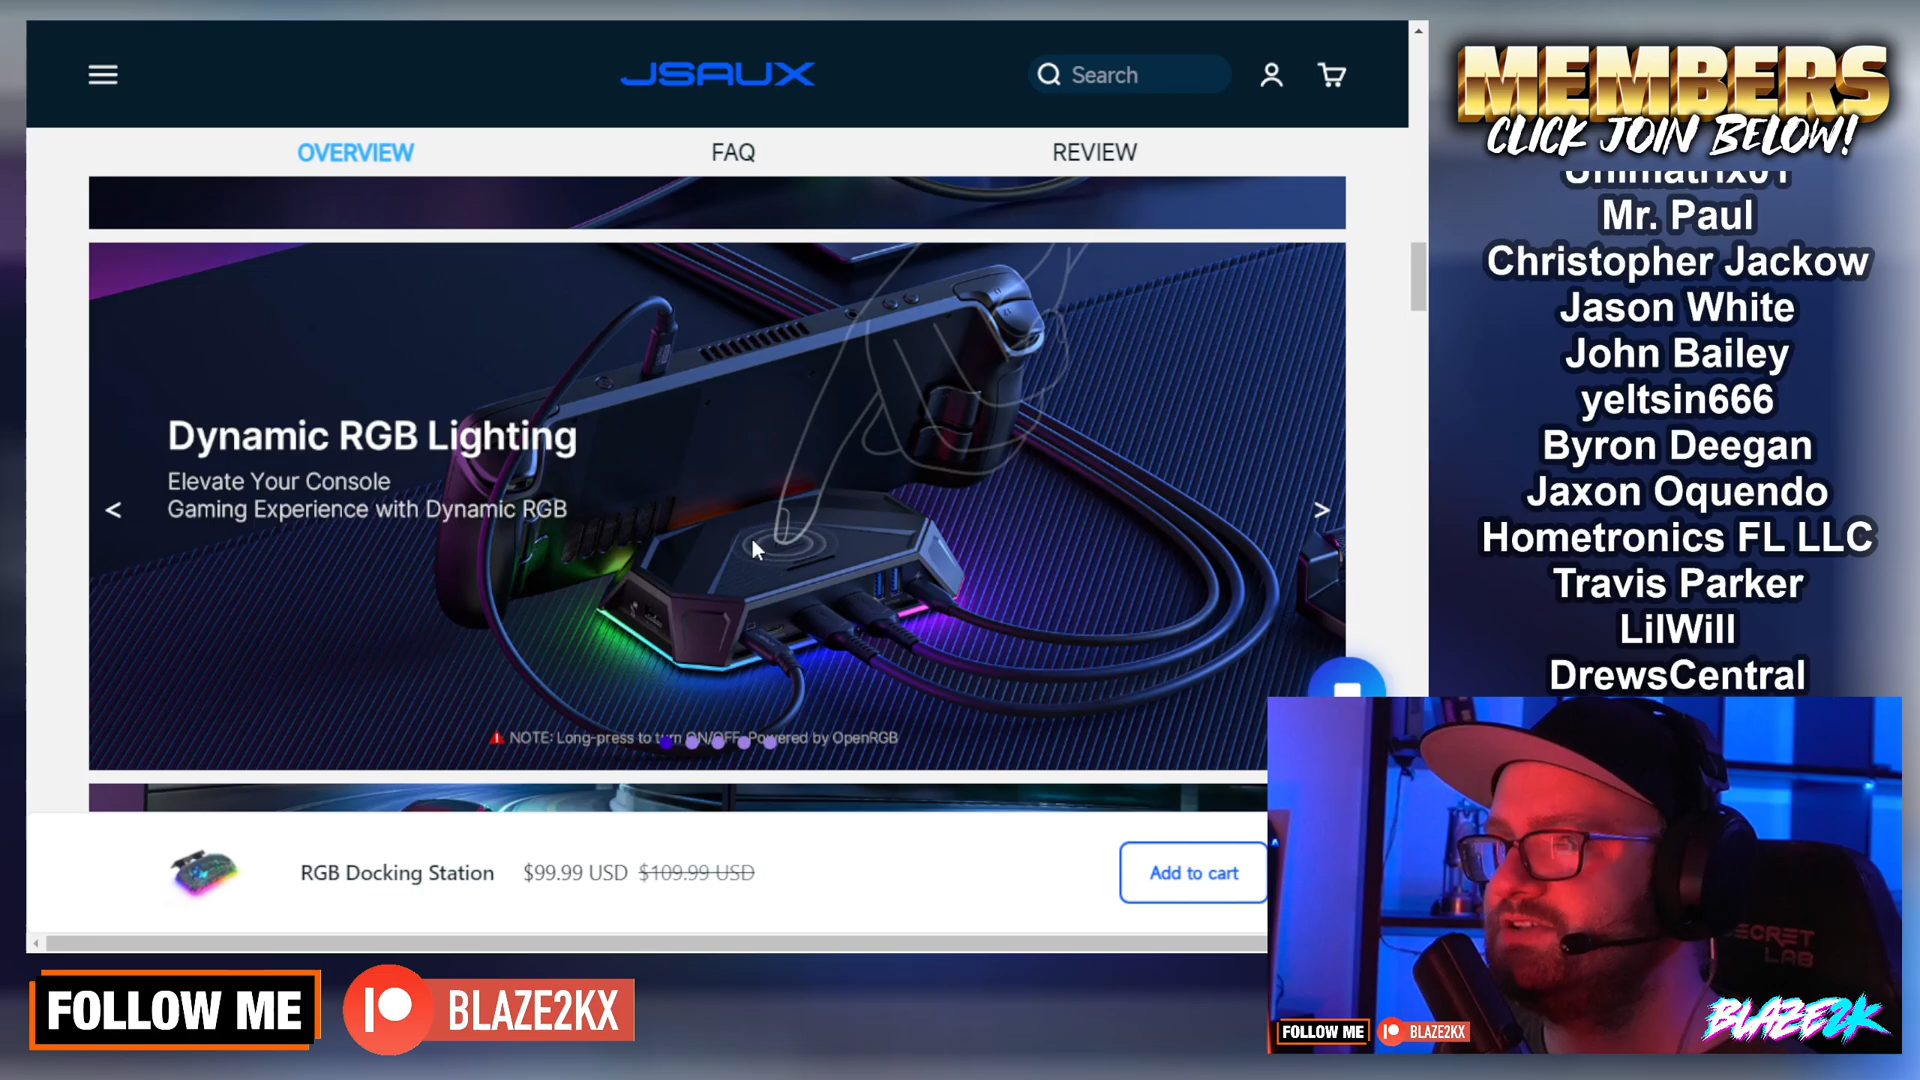 JSAUX
Search
OVERVIEW
FAQ
REVIEW
Dynamic RGB Lighting
Elevate Your Console
Gaming Experience with Dynamic RGB
<
>
NOTE: Long-press to turn ON/OFF. Powered by OpenRGB
RGB Docking Station $99.99 USD $109.99 USD
Add to cart
FOLLOW ME
BLAZE2KX
MEMBERS
CLICK JOIN BELOW!
Unimatrix01
Mr. Paul
Christopher Jackow
Jason White
John Bailey
yeltsin666
Byron Deegan
Jaxon Oquendo
Hometronics FL LLC
Travis Parker
LilWill
DrewsCentral
SECRET
LAB
FOLLOW ME
BLAZE2KX
BLAZE2K